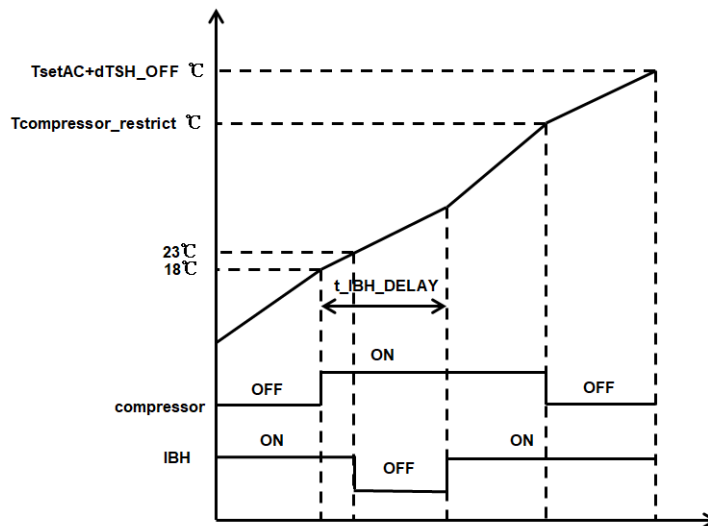 TsetAC+dTSH_OFF ℃
Tcompressor_restrict ℃
23℃
18℃
t_IBH_DELAY
ON
OFF
OFF
compressor
ON
ON
IBH
OFF